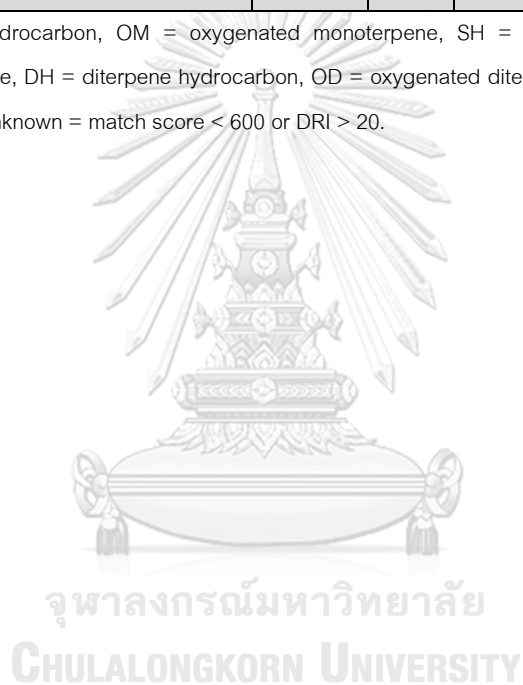 drocarbon, OM = oxygenated monoterpene, SH =
e, DH = diterpene hydrocarbon, OD = oxygenated dite
known = match score < 600 or DRI > 20.
จุฬาลงกรณ์มหาวิทยาลัย
CHULALONGKORN UNIVERSITY